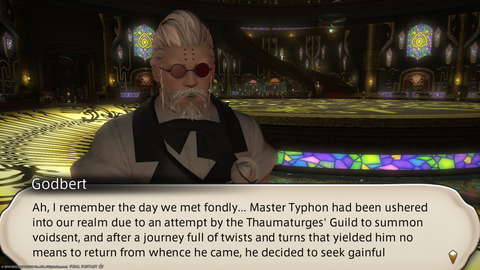 Godbert
Ah, I remember the day we met fondly... Master Typhon had been ushered
into our realm due to an attempt by the Thaumaturges' Guild to summon
voidsent, and after a journey full of twists and turns that yielded him no
means to return from whence he came, he decided to seek gainful